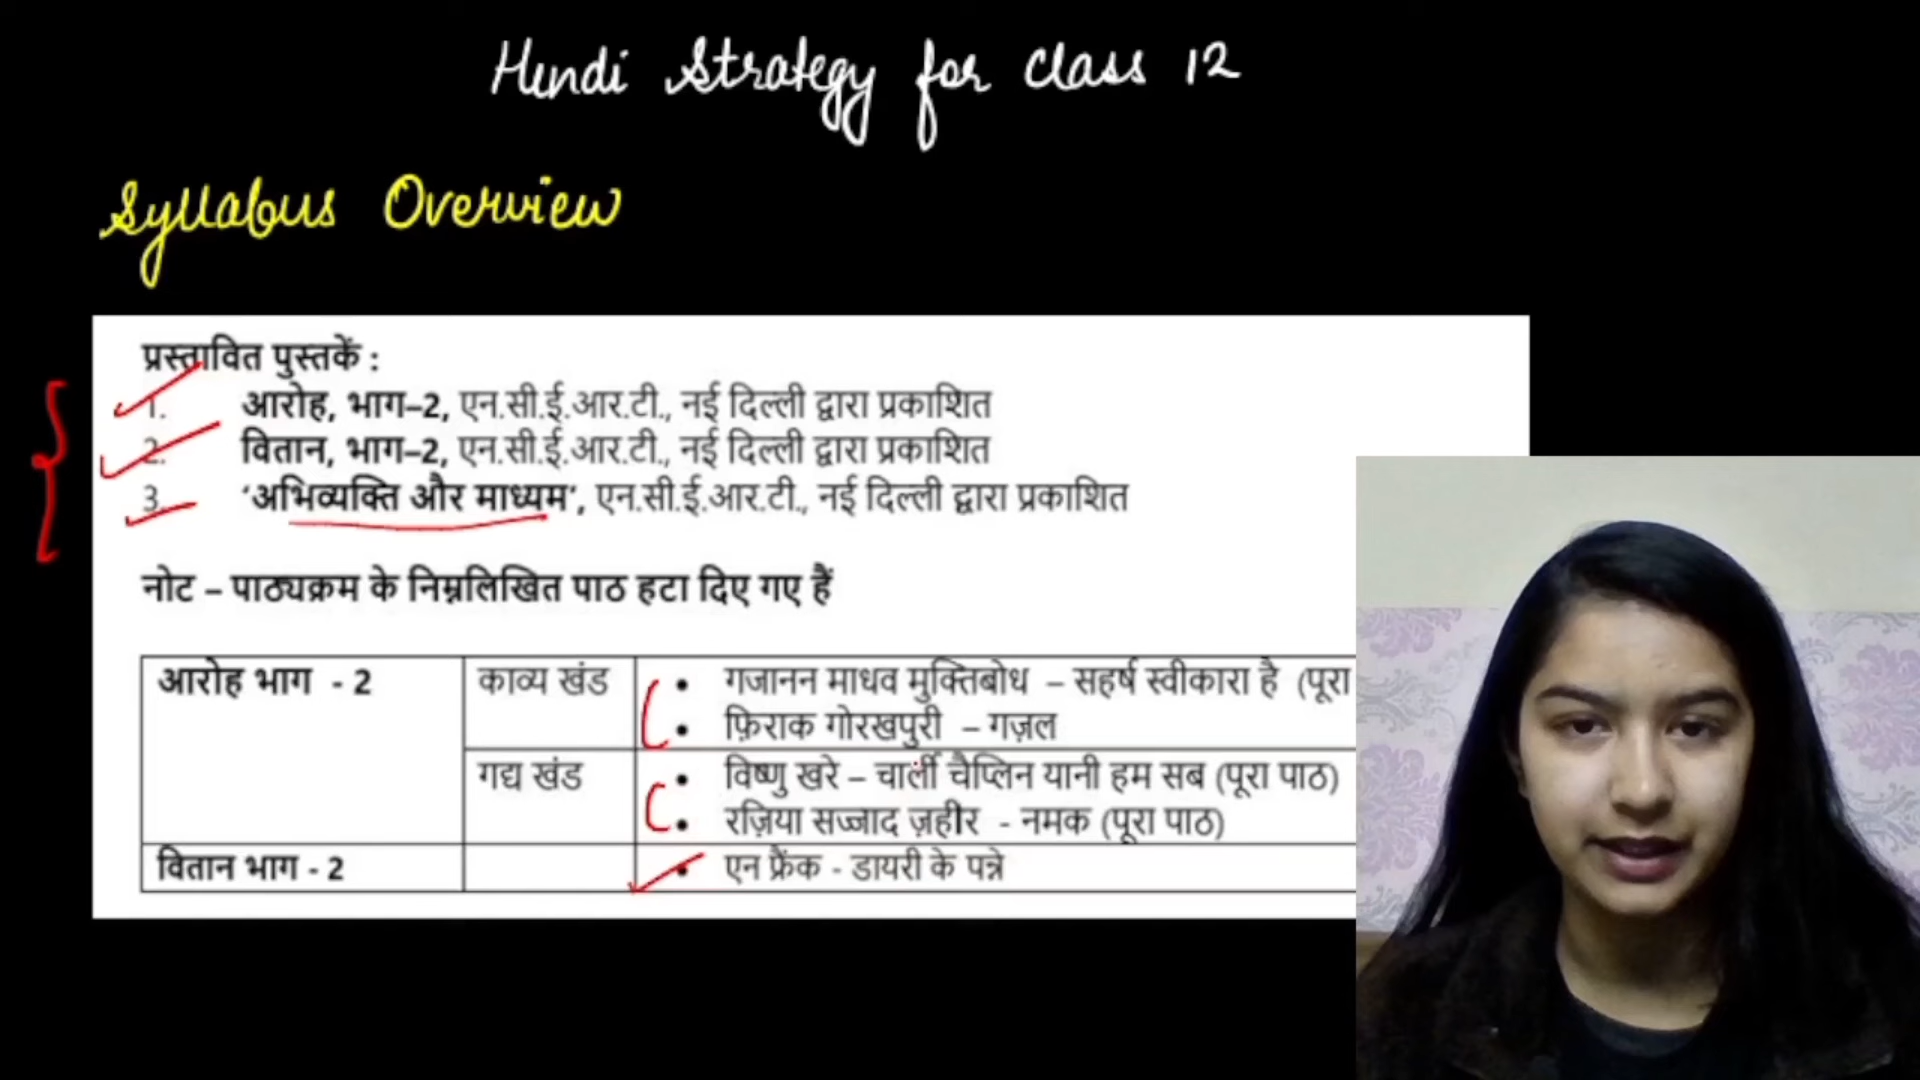 Hindi Strategy for Class 12
Syllabus Overview
प्रस्तावित पुस्तकें :
1. आरोह, भाग–2, एन.सी.ई.आर.टी., नई दिल्ली द्वारा प्रकाशित
2. वितान, भाग–2, एन.सी.ई.आर.टी., नई दिल्ली द्वारा प्रकाशित
3. 'अभिव्यक्ति और माध्यम', एन.सी.ई.आर.टी., नई दिल्ली द्वारा प्रकाशित
नोट – पाठ्यक्रम के निम्नलिखित पाठ हटा दिए गए हैं
आरोह भाग - 2 काव्य खंड • गजानन माधव मुक्तिबोध – सहर्ष स्वीकारा है (पूरा
• फ़िराक गोरखपुरी – गज़ल
गद्य खंड • विष्णु खरे – चार्ली चैप्लिन यानी हम सब (पूरा पाठ)
• रज़िया सज्जाद ज़हीर - नमक (पूरा पाठ)
वितान भाग - 2 • एन फ्रैंक - डायरी के पन्ने